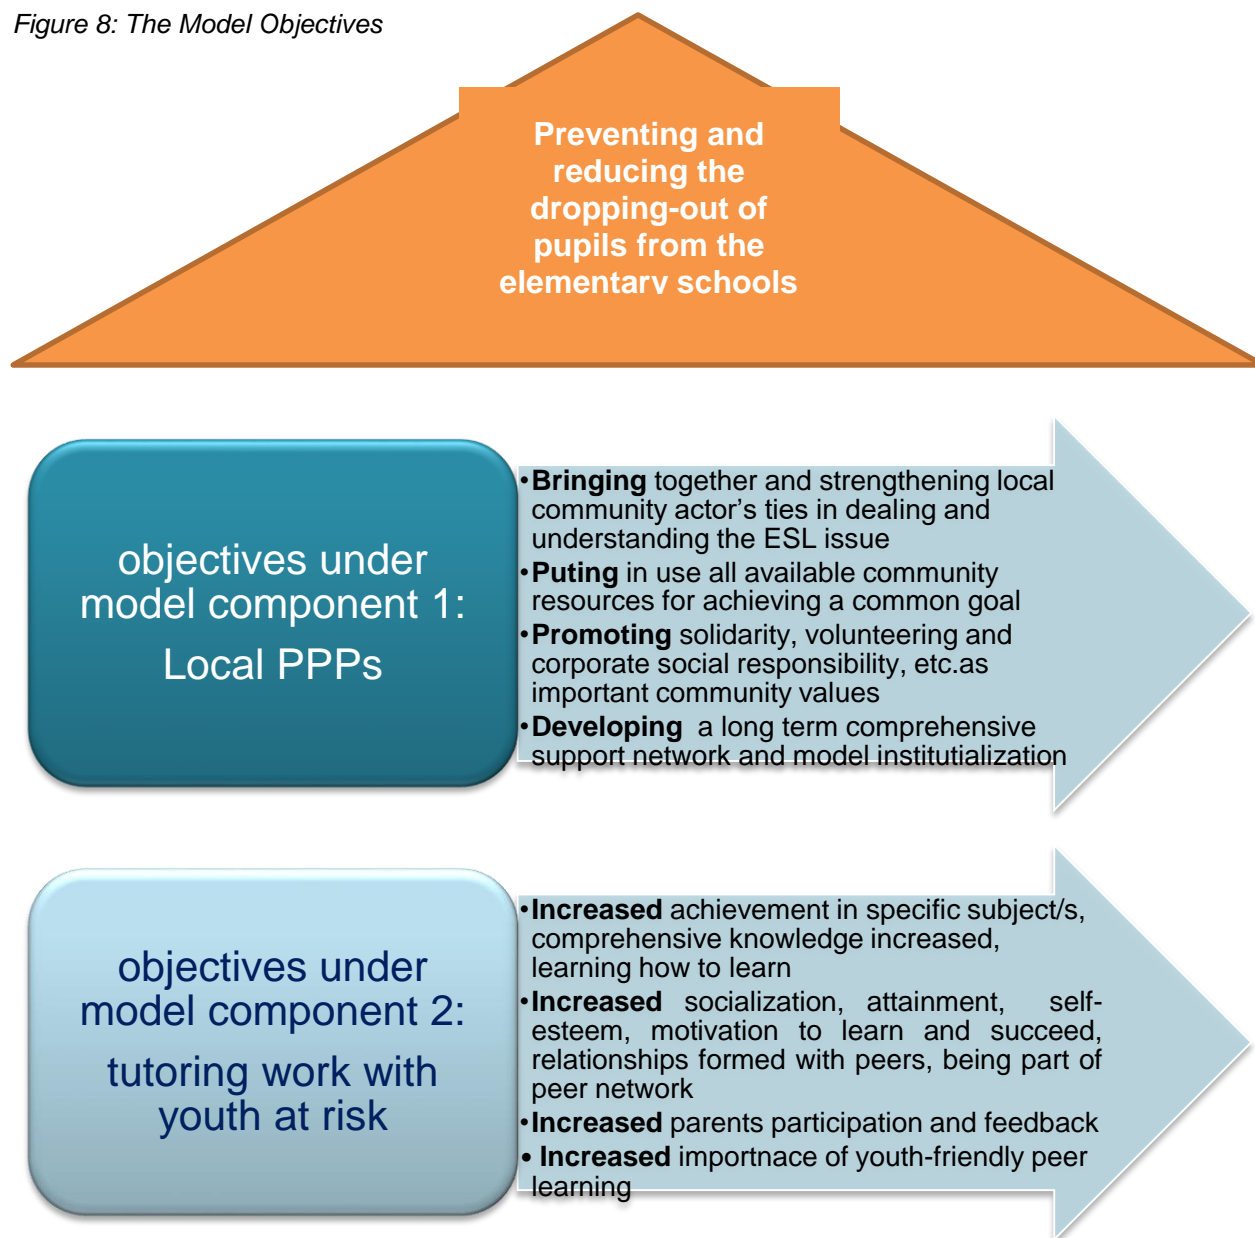 Figure 8: The Model Objectives
Preventing and
reducing the
dropping-out of
pupils from the
elementary schools
objectives under
model component 1:
Local PPPs
•Bringing together and strengthening local
community actor’s ties in dealing and
understanding the ESL issue
•Puting in use all available community
resources for achieving a common goal
•Promoting solidarity, volunteering and
corporate social responsibility, etc.as
important community values
•Developing a long term comprehensive
support network and model institutialization
objectives under
model component 2:
tutoring work with
youth at risk
•Increased achievement in specific subject/s,
comprehensive knowledge increased,
learning how to learn
•Increased socialization, attainment, self-
esteem, motivation to learn and succeed,
relationships formed with peers, being part of
peer network
•Increased parents participation and feedback
• Increased importnace of youth-friendly peer
learning